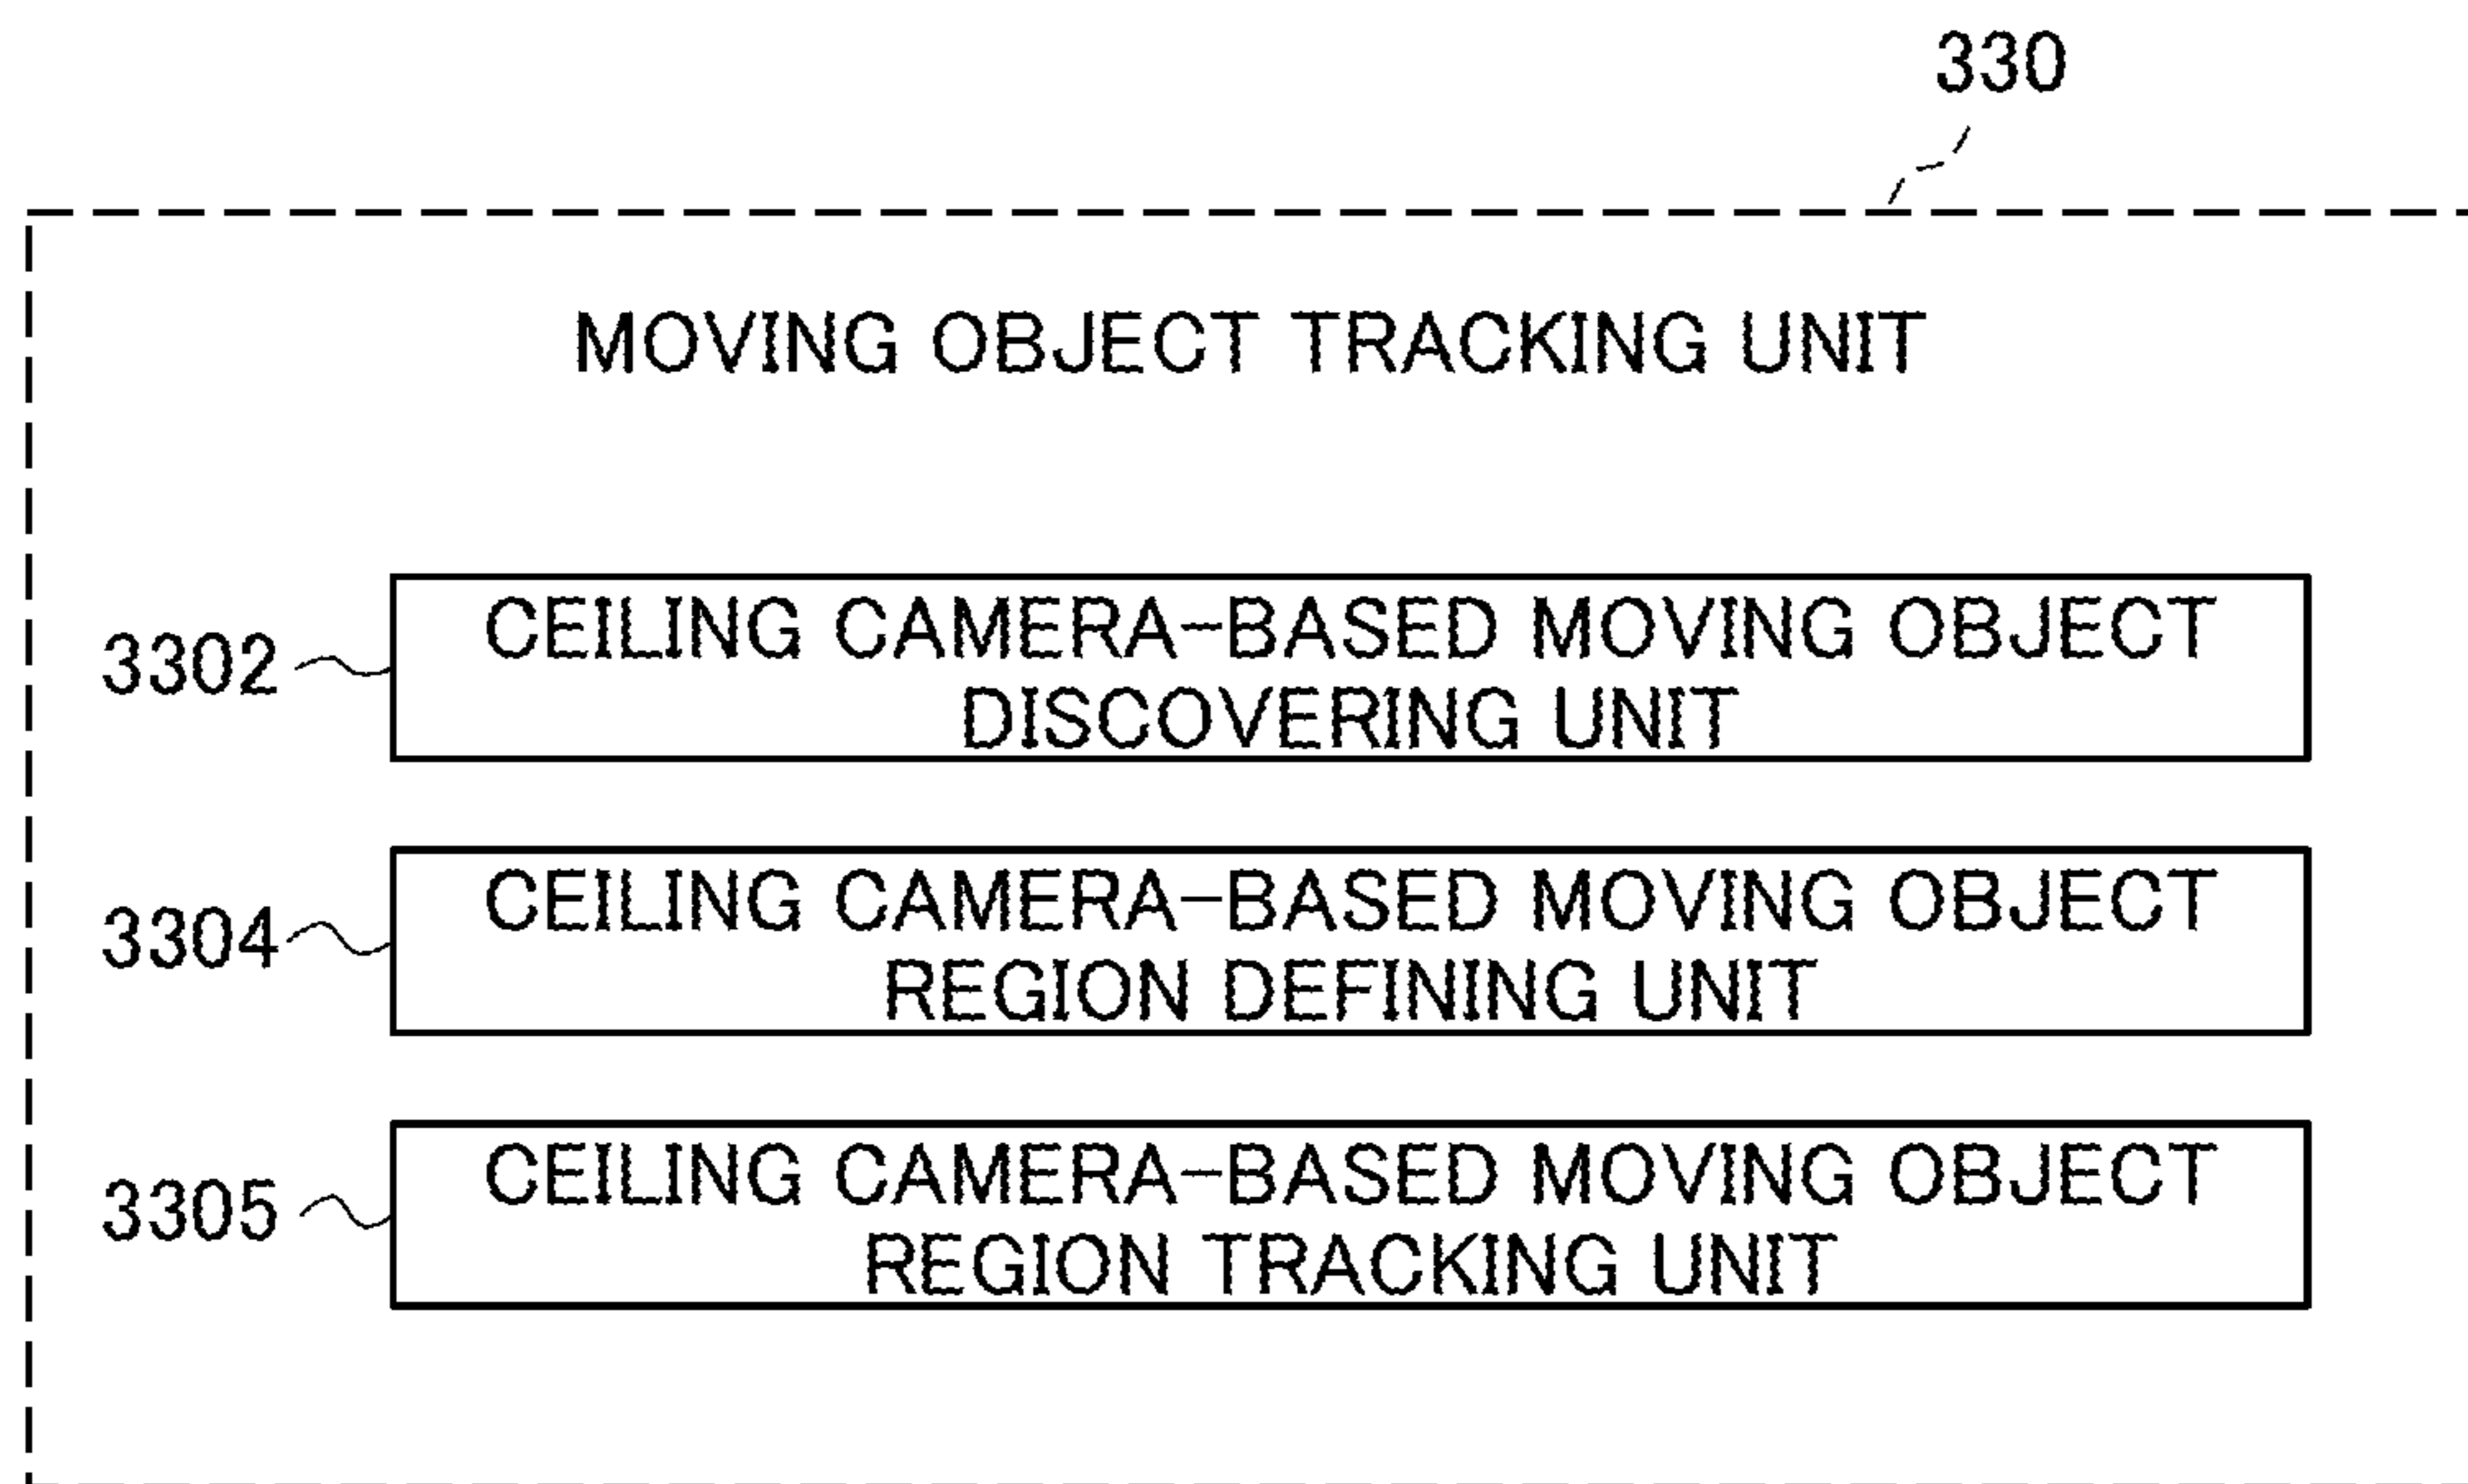 330
MOVING OBJECT TRACKING UNIT
3302
CEILING CAMERA-BASED MOVING OBJECT
DISCOVERING UNIT
3304
CEILING CAMERA-BASED MOVING OBJECT
REGION DEFINING UNIT
3305
CEILING CAMERA-BASED MOVING OBJECT
REGION TRACKING UNIT